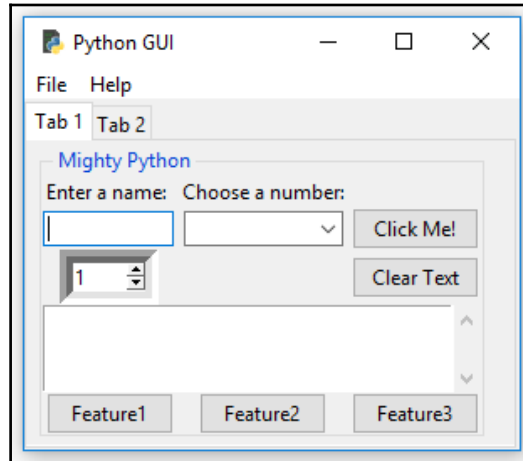 Python GUI
File Help
Tab 1 Tab 2
Mighty Python
Enter a name: Choose a number:
Click Me!
1
Clear Text
Feature1 Feature2 Feature3